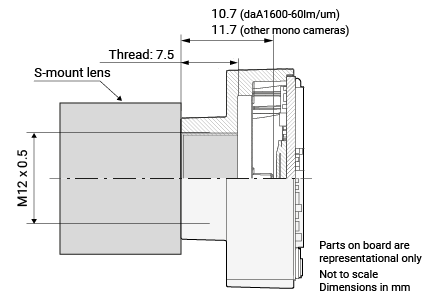 10.7 (daA1600-60lm/um)
11.7 (other mono cameras)
Thread: 7.5
S-mount lens
M12 x 0.5
Parts on board are
representational only
Not to scale
Dimensions in mm